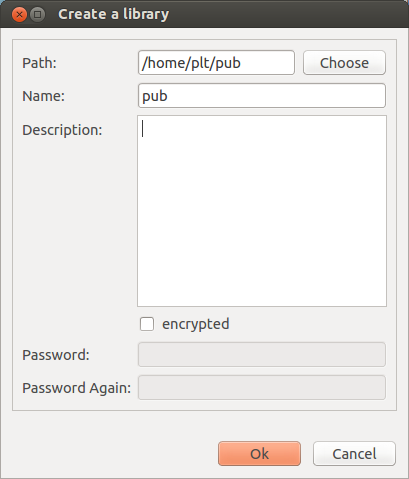 Create a library
Path: /home/plt/pub Choose
Name: pub
Description:
encrypted
Password:
Password Again:
Ok Cancel